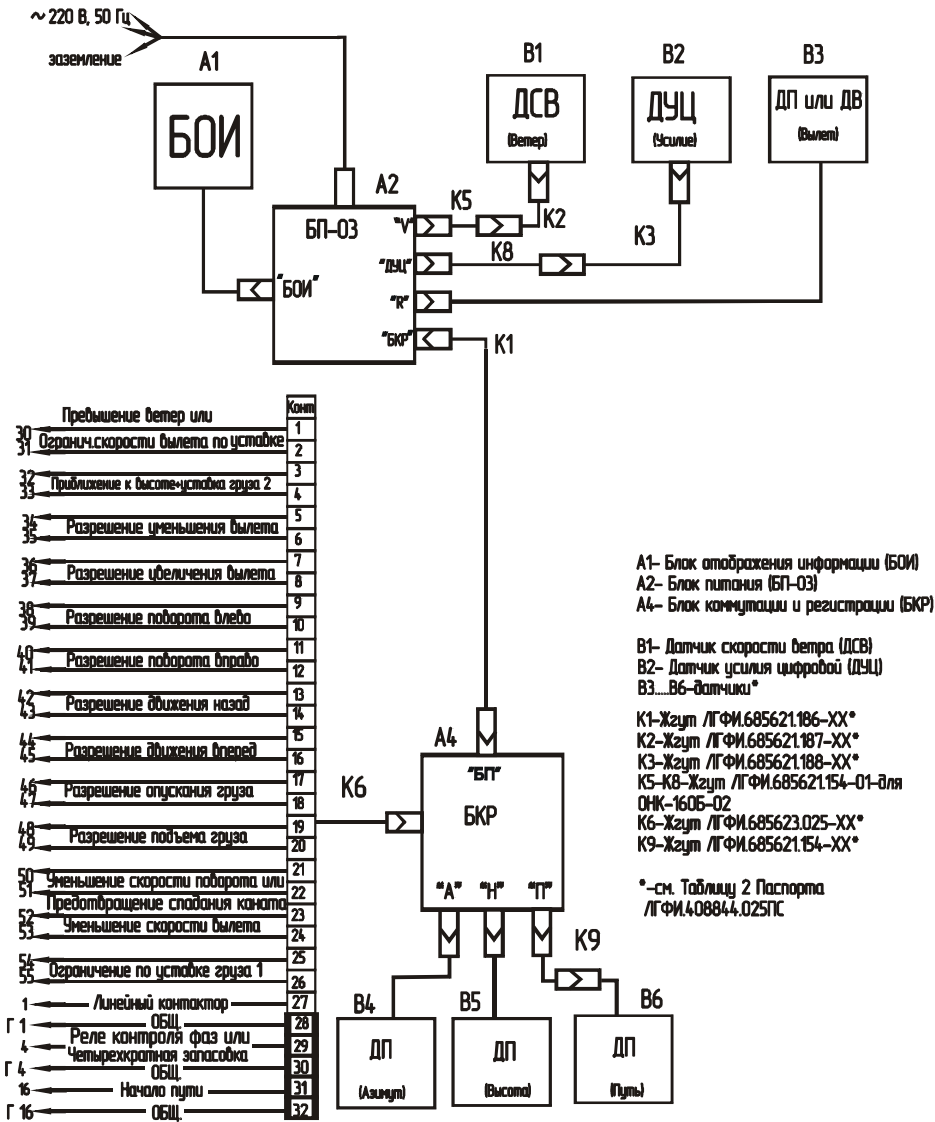 ~ 220 В, 50 Гц
заземление
А1
БОИ
В1
ДСВ
(Ветер)
В2
ДУЦ
(Усилие)
В3
ДП или ДВ
(Вылет)
А2
БП-03
"V"
"ДУЦ"
"БОИ"
"R"
"БКР"
К5
К2
К8
К3
К1
Конт
Превышение ветер или
30 1
Огранич.скорости вылета по уставке
31 2
32 3
Приближение к высоте+уставка груза 2
33 4
34 5
Разрешение уменьшения вылета
35 6
36 7
Разрешение увеличения вылета
37 8
38 9
Разрешение поворота влево
39 10
40 11
Разрешение поворота вправо
41 12
42 13
Разрешение движения назад
43 14
44 15
Разрешение движения вперед
45 16
46 17
Разрешение опускания груза
47 18
48 19
Разрешение подъема груза
49 20
50 21
Уменьшение скорости поворота или
51 22
Предотвращение спадания каната
52 23
Уменьшение скорости вылета
53 24
54 25
Ограничение по уставке груза 1
55 26
1 Линейный контактор 27
Г 1 ОБЩ. 28
Реле контроля фаз или
4 29
Четырехкратная запасовка
Г 4 ОБЩ. 30
16 Начало пути 31
Г 16 ОБЩ. 32
К6
А4
"БП"
БКР
"А" "Н" "П"
К9
В4
ДП
(Азимут)
В5
ДП
(Высота)
В6
ДП
(Путь)
А1- Блок отображения информации (БОИ)
А2- Блок питания (БП-03)
А4- Блок коммутации и регистрации (БКР)
В1- Датчик скорости ветра (ДСВ)
В2- Датчик усилия цифровой (ДУЦ)
В3....В6-датчики*
К1-Жгут ЛГФИ.685621.186-ХХ*
К2-Жгут ЛГФИ.685621.187-ХХ*
К3-Жгут ЛГФИ.685621.188-ХХ*
К5-К8-Жгут ЛГФИ.685621.154-01-для
ОНК-160Б-02
К6-Жгут ЛГФИ.685623.025-ХХ*
К9-Жгут ЛГФИ.685621.154-ХХ*
*-см. Таблицу 2 Паспорта
ЛГФИ.408844.025ПС